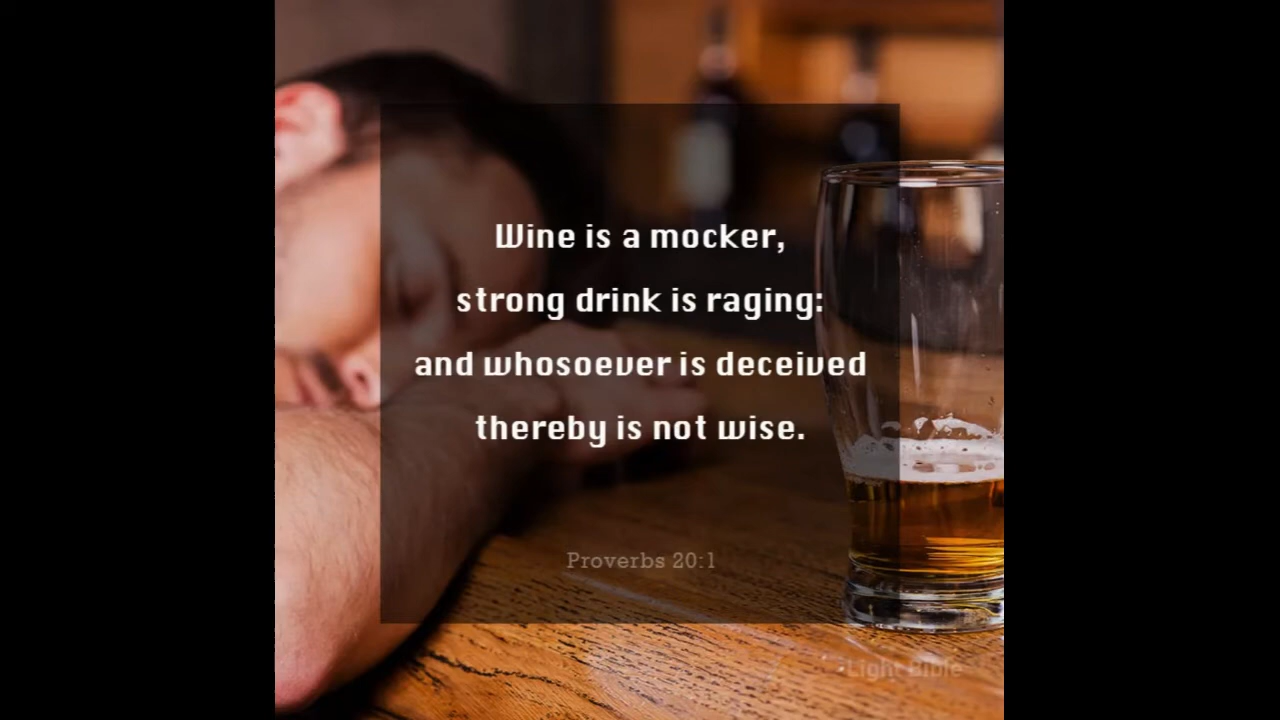 Wine is a mocker,
strong drink is raging:
and whosoever is deceived
thereby is not wise.
Proverbs 20:1
Light Bible